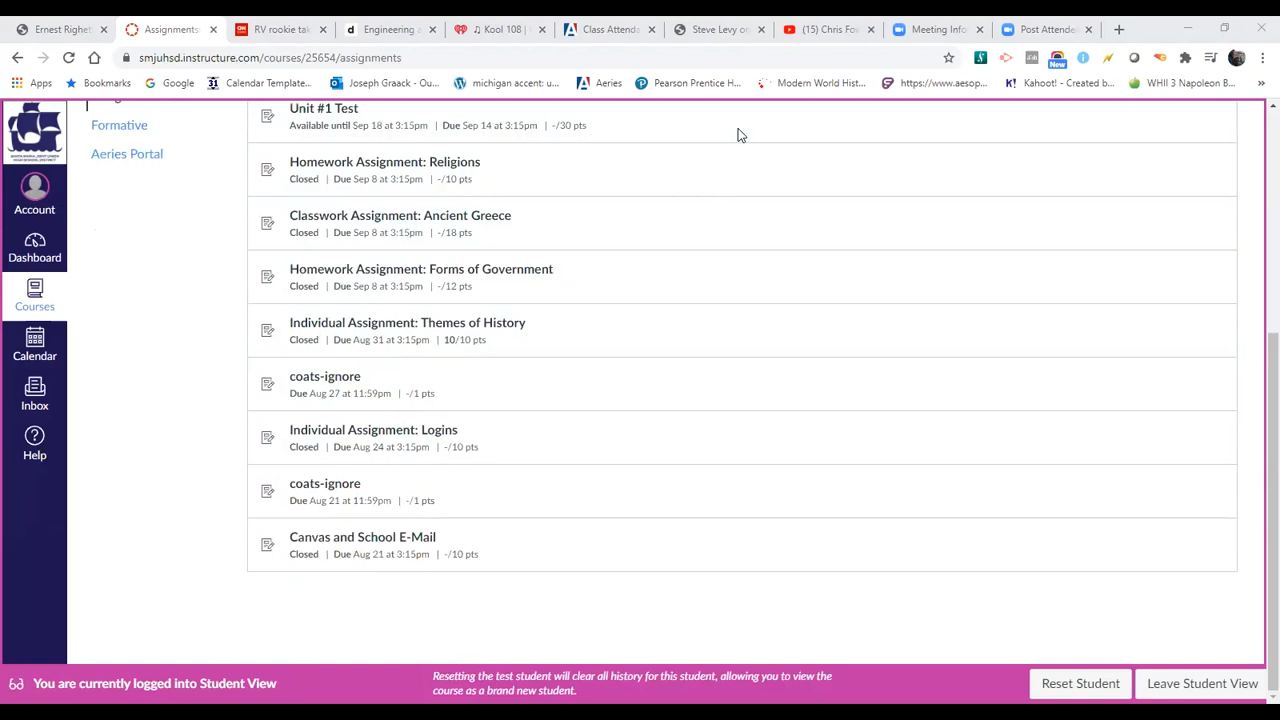 Ernest Righe
Assignments
RV rookie tal
Engineering
♫ Kool 108 i
Class Attenda
Steve Levy on
(15) Chris Fox
Meeting Info
Post Attende
smjuhsd.instructure.com/courses/25654/assignments
New
Apps
Bookmarks
Google
31
Calendar Template...
Joseph Graack - Ou...
michigan accent: u...
Aeries
Pearson Prentice H...
Modern World Hist...
https://www.aesop...
Kahoot! - Created b...
WHII 3 Napoleon B...
»
Formative
Aeries Portal
Account
Dashboard
Courses
Calendar
Inbox
Help
Unit #1 Test
Available until Sep 18 at 3:15pm | Due Sep 14 at 3:15pm | -/30 pts
Homework Assignment: Religions
Closed | Due Sep 8 at 3:15pm | -/10 pts
Classwork Assignment: Ancient Greece
Closed | Due Sep 8 at 3:15pm | -/18 pts
Homework Assignment: Forms of Government
Closed | Due Sep 8 at 3:15pm | -/12 pts
Individual Assignment: Themes of History
Closed | Due Aug 31 at 3:15pm | 10/10 pts
coats-ignore
Due Aug 27 at 11:59pm | -/1 pts
Individual Assignment: Logins
Closed | Due Aug 24 at 3:15pm | -/10 pts
coats-ignore
Due Aug 21 at 11:59pm | -/1 pts
Canvas and School E-Mail
Closed | Due Aug 21 at 3:15pm | -/10 pts
You are currently logged into Student View
Resetting the test student will clear all history for this student, allowing you to view the
course as a brand new student.
Reset Student
Leave Student View